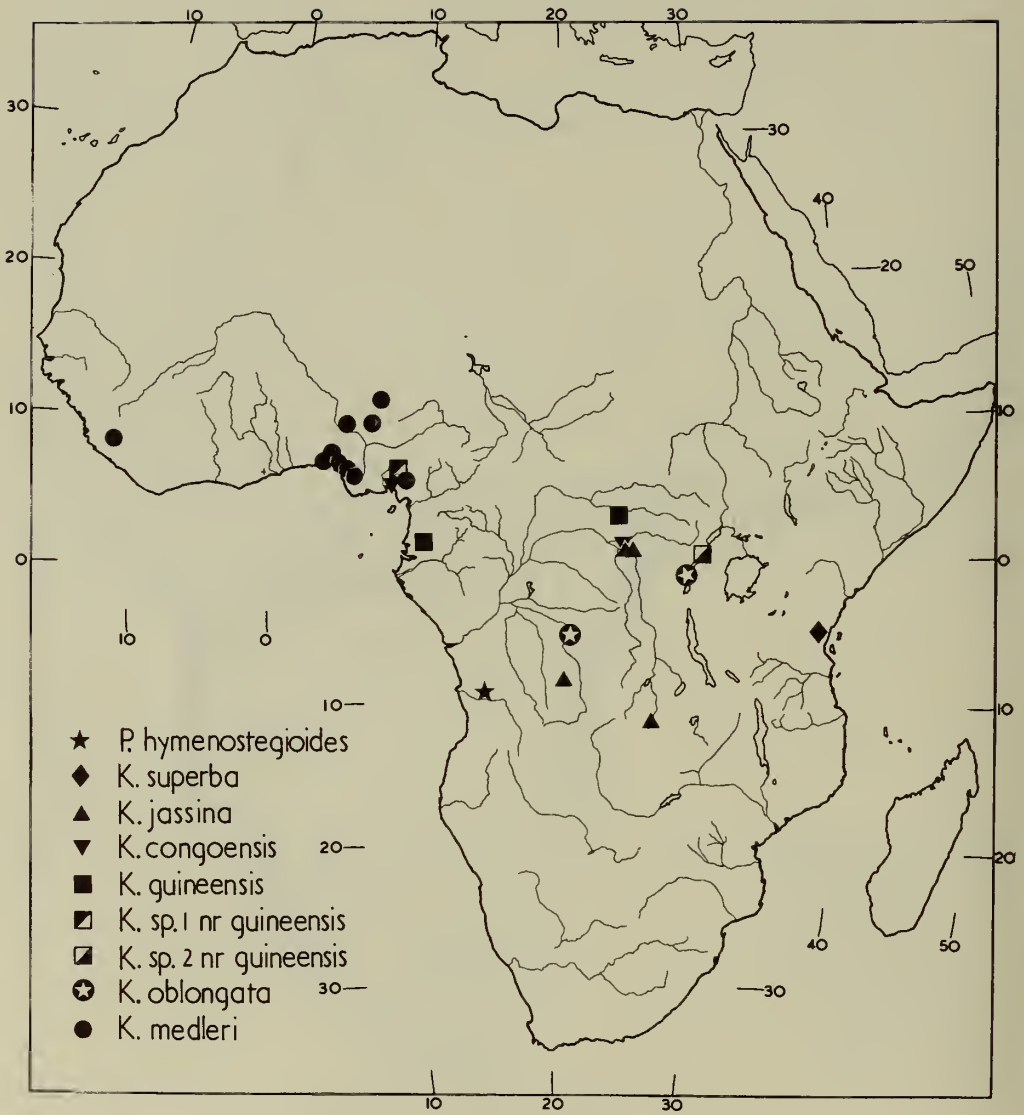 10 0 10 20 30
30
30
40
20
20 50
10
10
0
0
10 0
10
10
★ P. hymenostegioides
◆ K. superba
▲ K. jassina
▼ K. congoensis 20
20
■ K. guineensis
K. sp. 1 nr guineensis
40 50
K. sp. 2 nr guineensis
K. oblongata 30
30
● K. medleri
10 20 30